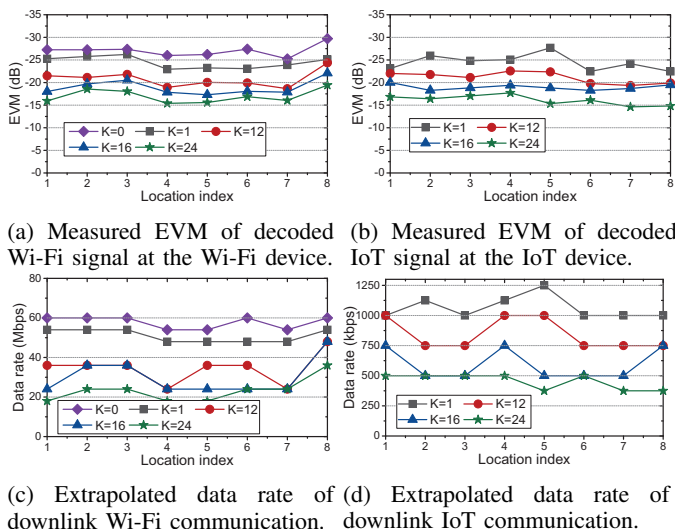 -35
-30
-25
-20
-15
-10
-5
-0
EVM (dB)
K=0 K=1 K=12
K=16 K=24
1 2 3 4 5 6 7 8
Location index
-35
-30
-25
-20
-15
-10
-5
-0
EVM (dB)
K=1 K=12
K=16 K=24
1 2 3 4 5 6 7 8
Location index
(a) Measured EVM of decoded
Wi-Fi signal at the Wi-Fi device.
(b) Measured EVM of decoded
IoT signal at the IoT device.
80
60
40
20
0
Data rate (Mbps)
K=0 K=1 K=12
K=16 K=24
1 2 3 4 5 6 7 8
Location index
1250
1000
750
500
250
0
Data rate (kbps)
K=1 K=12
K=16 K=24
1 2 3 4 5 6 7 8
Location index
(c) Extrapolated data rate of
downlink Wi-Fi communication.
(d) Extrapolated data rate of
downlink IoT communication.